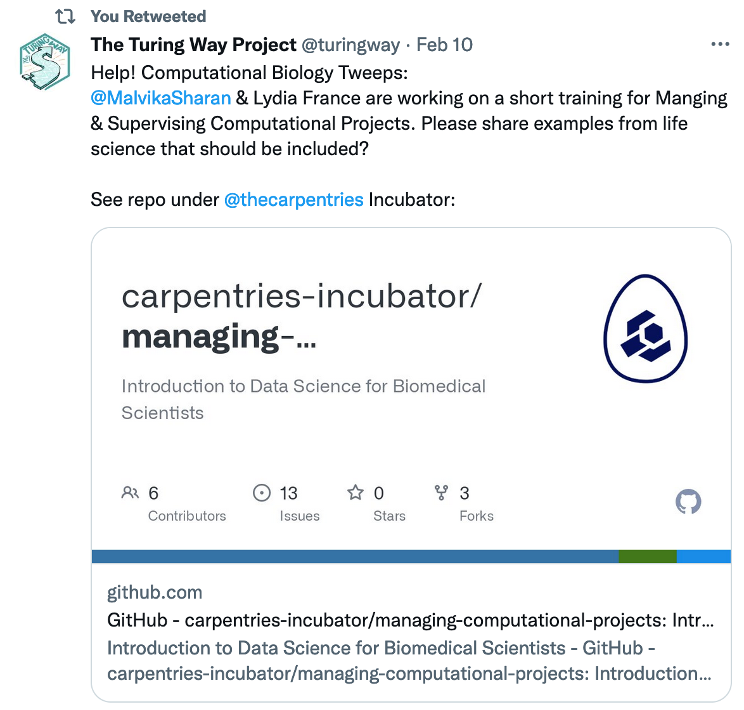 You Retweeted
The Turing Way Project @turingway · Feb 10
Help! Computational Biology Tweeps:
@MalvikaSharan & Lydia France are working on a short training for Manging
& Supervising Computational Projects. Please share examples from life
science that should be included?
See repo under @thecarpentries Incubator:
carpentries-incubator/
managing-...
Introduction to Data Science for Biomedical
Scientists
6 13 0 3
Contributors Issues Stars Forks
github.com
GitHub - carpentries-incubator/managing-computational-projects: Intr...
Introduction to Data Science for Biomedical Scientists - GitHub -
carpentries-incubator/managing-computational-projects: Introduction...